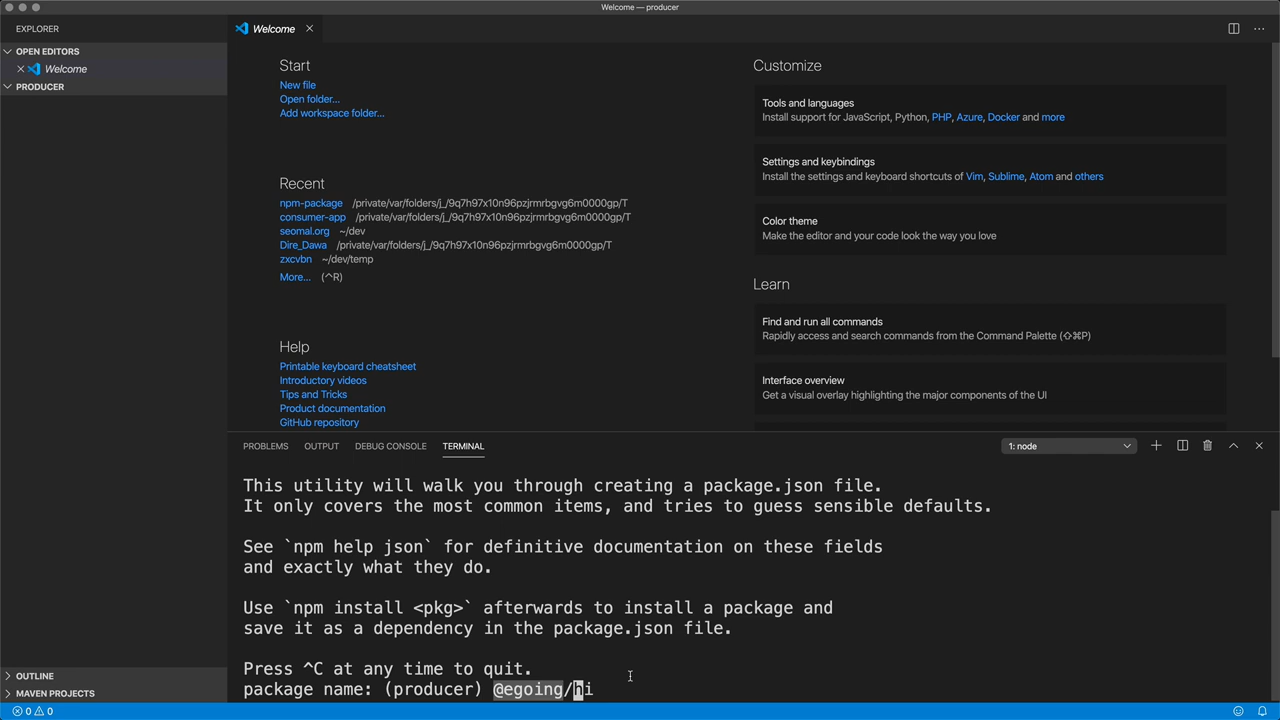 Welcome — producer
EXPLORER
OPEN EDITORS
Welcome
PRODUCER
OUTLINE
MAVEN PROJECTS
0 0
Welcome
Start
New file
Open folder...
Add workspace folder...
Recent
npm-package /private/var/folders/j_/9q7h97x10n96pzjrmrbgvg6m0000gp/T
consumer-app /private/var/folders/j_/9q7h97x10n96pzjrmrbgvg6m0000gp/T
seomal.org ~/dev
Dire_Dawa /private/var/folders/j_/9q7h97x10n96pzjrmrbgvg6m0000gp/T
zxcvbn ~/dev/temp
More... (^R)
Help
Printable keyboard cheatsheet
Introductory videos
Tips and Tricks
Product documentation
GitHub repository
Customize
Tools and languages
Install support for JavaScript, Python, PHP, Azure, Docker and more
Settings and keybindings
Install the settings and keyboard shortcuts of Vim, Sublime, Atom and others
Color theme
Make the editor and your code look the way you love
Learn
Find and run all commands
Rapidly access and search commands from the Command Palette (⇧⌘P)
Interface overview
Get a visual overlay highlighting the major components of the UI
PROBLEMS OUTPUT DEBUG CONSOLE TERMINAL 1: node
This utility will walk you through creating a package.json file.
It only covers the most common items, and tries to guess sensible defaults.
See `npm help json` for definitive documentation on these fields
and exactly what they do.
Use `npm install <pkg>` afterwards to install a package and
save it as a dependency in the package.json file.
Press ^C at any time to quit.
package name: (producer) @egoing/hi